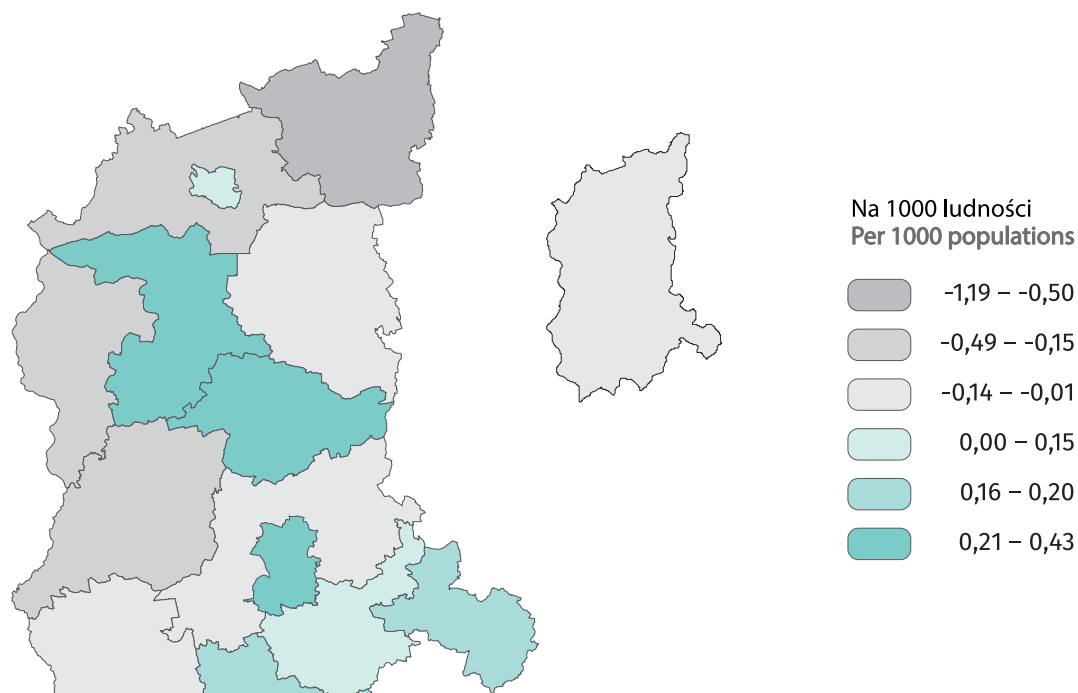 Na 1000 ludności
Per 1000 populations
-1,19 – -0,50
-0,49 – -0,15
-0,14 – -0,01
0,00 – 0,15
0,16 – 0,20
0,21 – 0,43